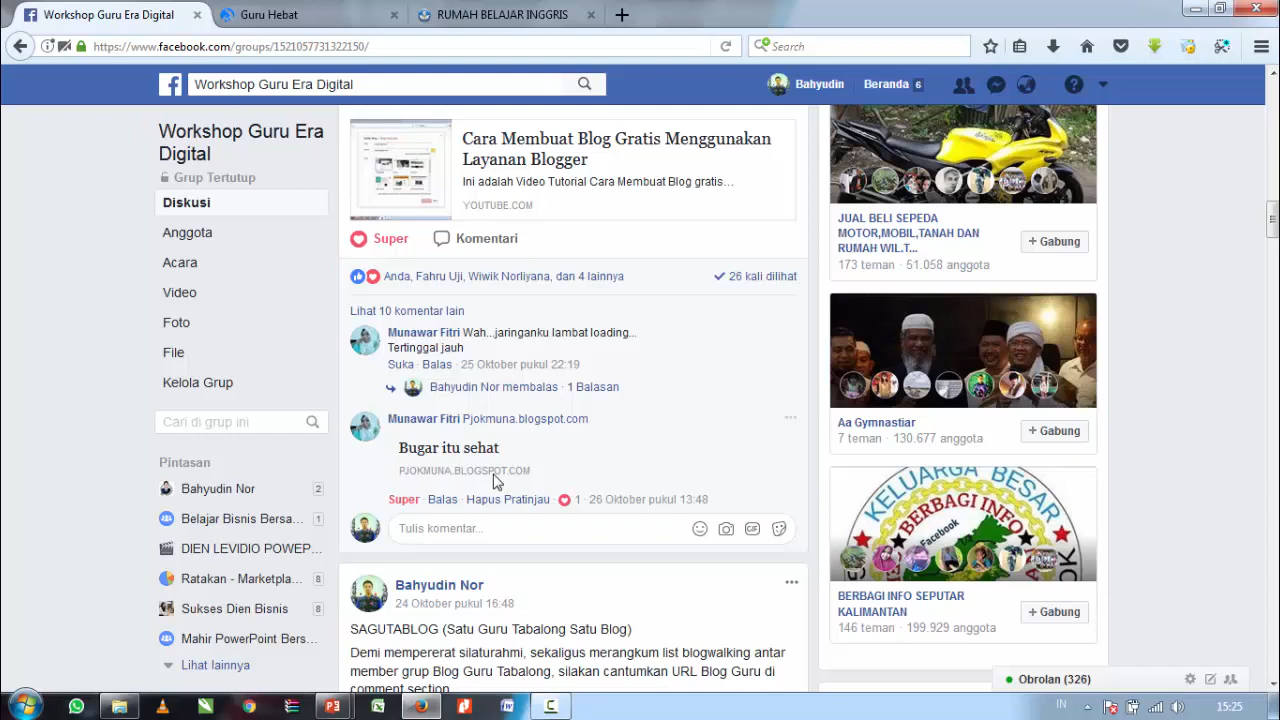 Workshop Guru Era Digital
Guru Hebat
RUMAH BELAJAR INGGRIS
https://www.facebook.com/groups/1521057731322150/
Search
Workshop Guru Era Digital
Bahyudin
Beranda 6
Workshop Guru Era
Digital
Grup Tertutup
Diskusi
Anggota
Acara
Video
Foto
File
Kelola Grup
Cari di grup ini
Pintasan
Bahyudin Nor 2
Belajar Bisnis Bersa... 1
DIEN LEVIDIO POWEP...
Ratakan - Marketpla... 8
Sukses Dien Bisnis 8
Mahir PowerPoint Bers...
Lihat lainnya
Cara Membuat Blog Gratis Menggunakan
Layanan Blogger
Ini adalah Video Tutorial Cara Membuat Blog gratis...
YOUTUBE.COM
Super Komentari
Anda, Fahru Uji, Wiwik Norliyana, dan 4 lainnya
26 kali dilihat
Lihat 10 komentar lain
Munawar Fitri Wah...jaringanku lambat loading...
Tertinggal jauh
Suka · Balas · 25 Oktober pukul 22:19
Bahyudin Nor membalas · 1 Balasan
Munawar Fitri Pjokmuna.blogspot.com
Bugar itu sehat
PJOKMUNA.BLOGSPOT.COM
Super · Balas · Hapus Pratinjau · 1 · 26 Oktober pukul 13:48
Tulis komentar...
GIF
Bahyudin Nor
24 Oktober pukul 16:48
SAGUTABLOG (Satu Guru Tabalong Satu Blog)
Demi mempererat silaturahmi, sekaligus merangkum list blogwalking antar
member grup Blog Guru Tabalong, silakan cantumkan URL Blog Guru di
comment section
JUAL BELI SEPEDA
MOTOR,MOBIL,TANAH DAN
RUMAH WIL.T...
173 teman · 51.058 anggota
+ Gabung
Aa Gymnastiar
7 teman · 130.677 anggota
+ Gabung
KELUARGA BESAR
BERBAGI INFO
Facebook
BERBAGI INFO SEPUTAR
KALIMANTAN
146 teman · 199.929 anggota
+ Gabung
Obrolan (326)
IN
15:25